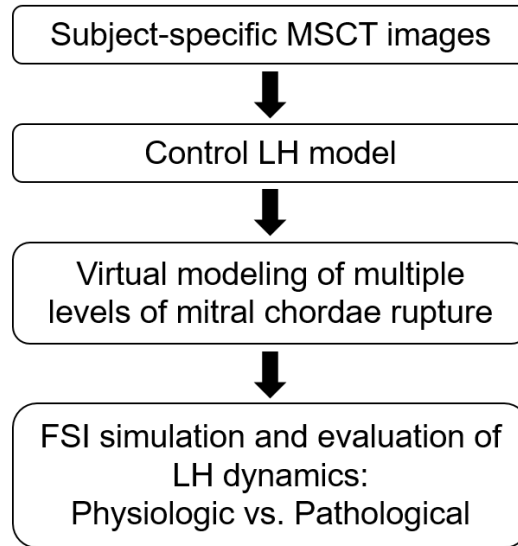 Subject-specific MSCT images
Control LH model
Virtual modeling of multiple
levels of mitral chordae rupture
FSI simulation and evaluation of
LH dynamics:
Physiologic vs. Pathological